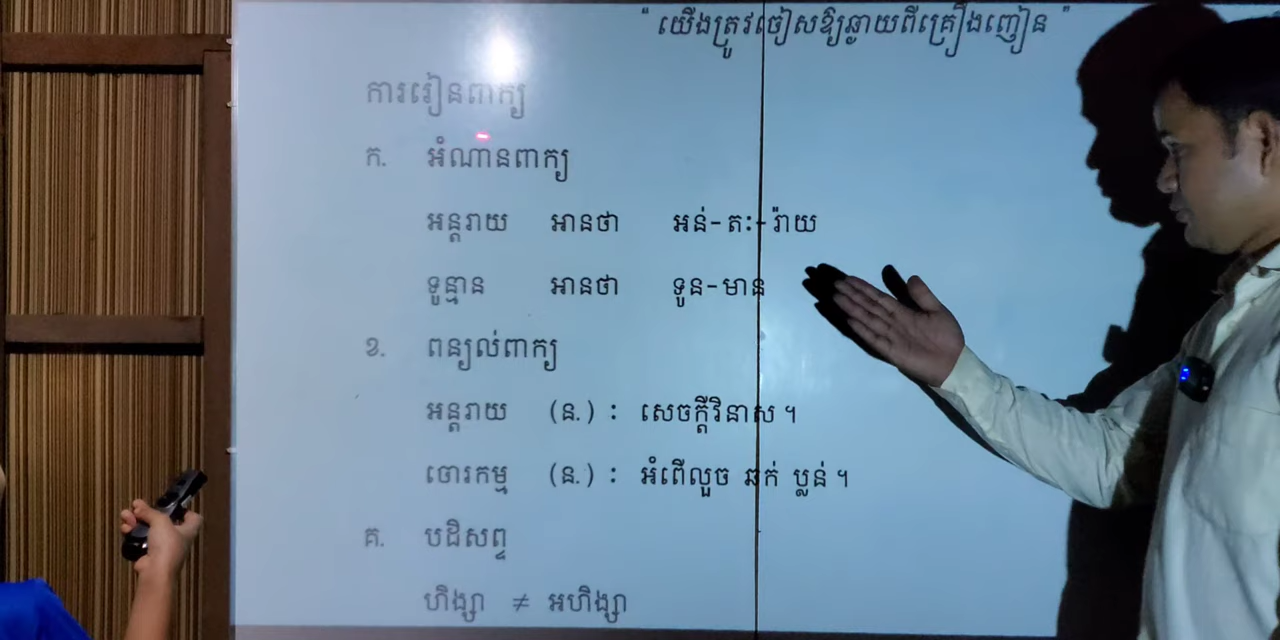 " យើងត្រូវចៀសឱ្យឆ្ងាយពីគ្រឿងញៀន "
ការរៀនពាក្យ
ក. អំណានពាក្យ
អន្តរាយ អានថា អន់-តៈ-រ៉ាយ
ទូន្មាន អានថា ទូន-មាន
ខ. ពន្យល់ពាក្យ
អន្តរាយ (ន.) : សេចក្ដីវិនាស ។
ចោរកម្ម (ន.) : អំពើលួច ឆក់ ប្លន់ ។
គ. បដិសព្ទ
ហិង្សា ≠ អហិង្សា